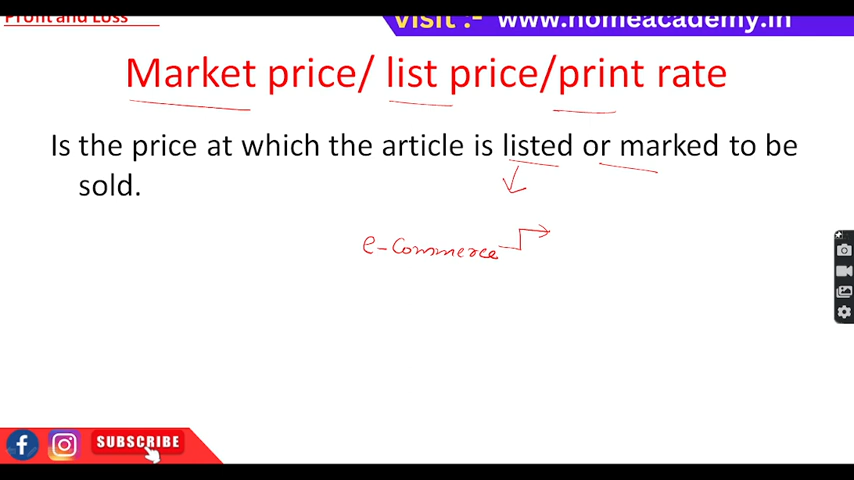 Profit and Loss
visit :- www.homeacademy.in
Market price/ list price/print rate
Is the price at which the article is listed or marked to be
sold.
e-Commerce
SUBSCRIBE